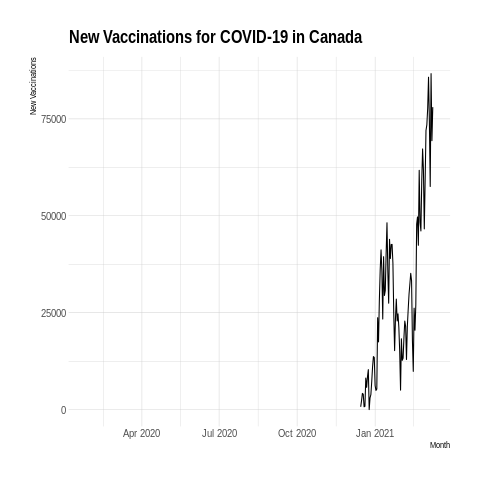 New Vaccinations for COVID-19 in Canada
New Vaccinations
75000
50000
25000
0
Apr 2020 Jul 2020 Oct 2020 Jan 2021
Month